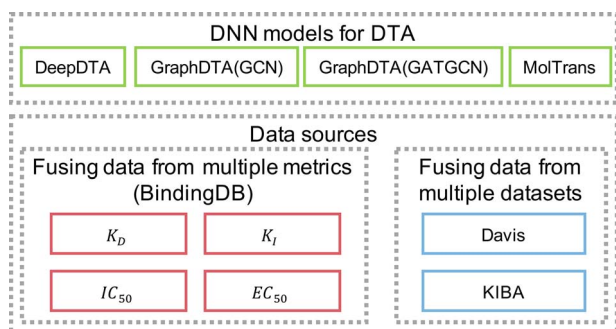 DNN models for DTA
DeepDTA GraphDTA(GCN) GraphDTA(GATGCN) MolTrans
Data sources
Fusing data from multiple metrics
(BindingDB)
K_D K_I
IC_50 EC_50
Fusing data from
multiple datasets
Davis
KIBA